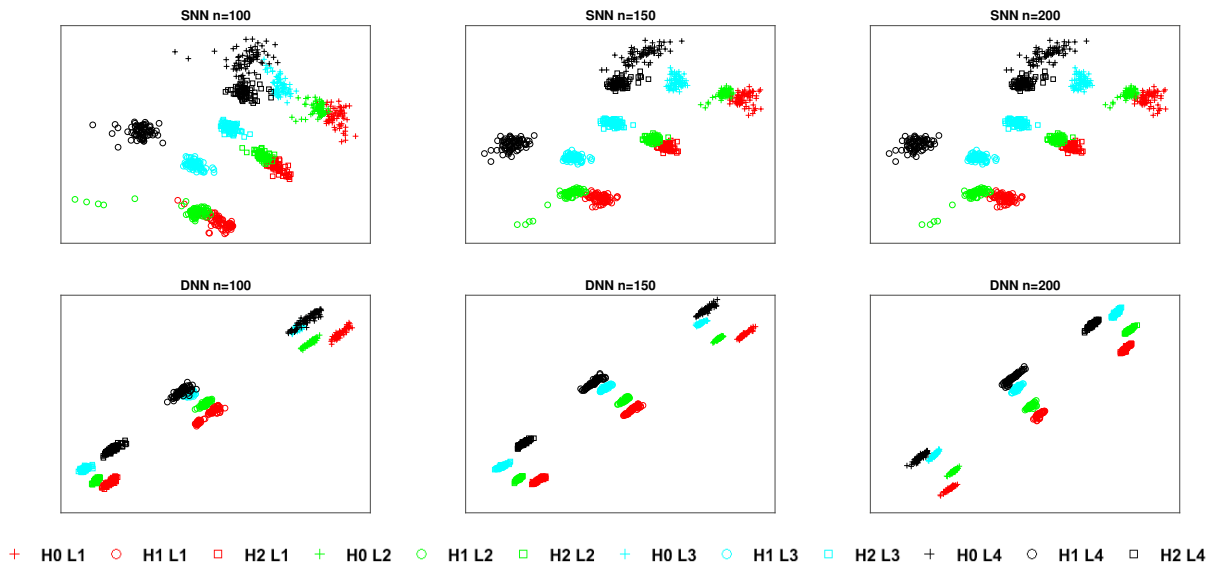 SNN n=100
SNN n=150
SNN n=200
DNN n=100
DNN n=150
DNN n=200
H0 L1 H1 L1 H2 L1 H0 L2 H1 L2 H2 L2 H0 L3 H1 L3 H2 L3 H0 L4 H1 L4 H2 L4